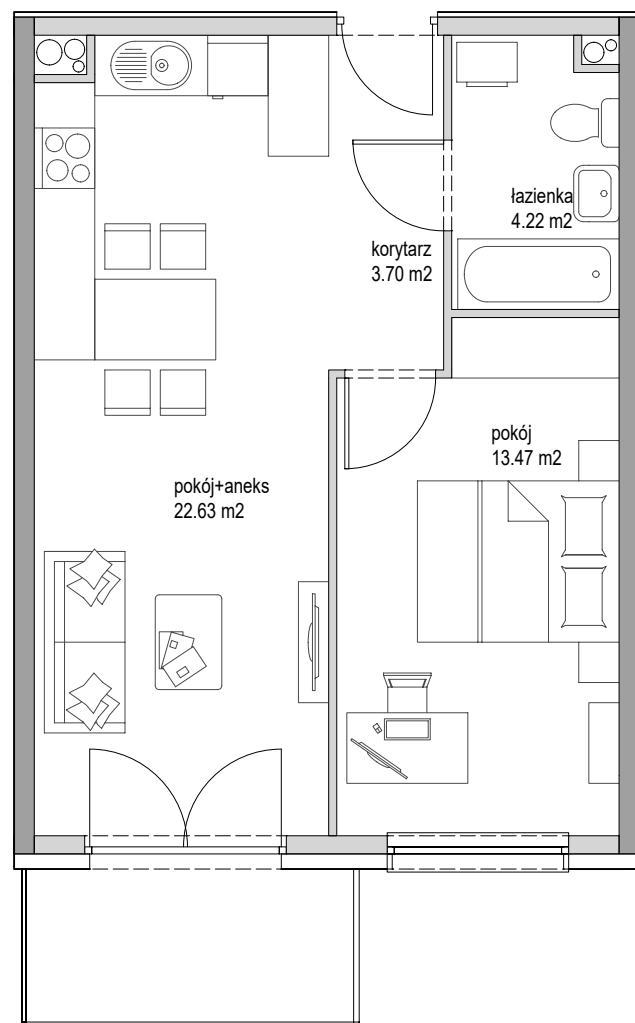 łazienka
4.22 m2
korytarz
3.70 m2
pokój
13.47 m2
pokój+aneks
22.63 m2